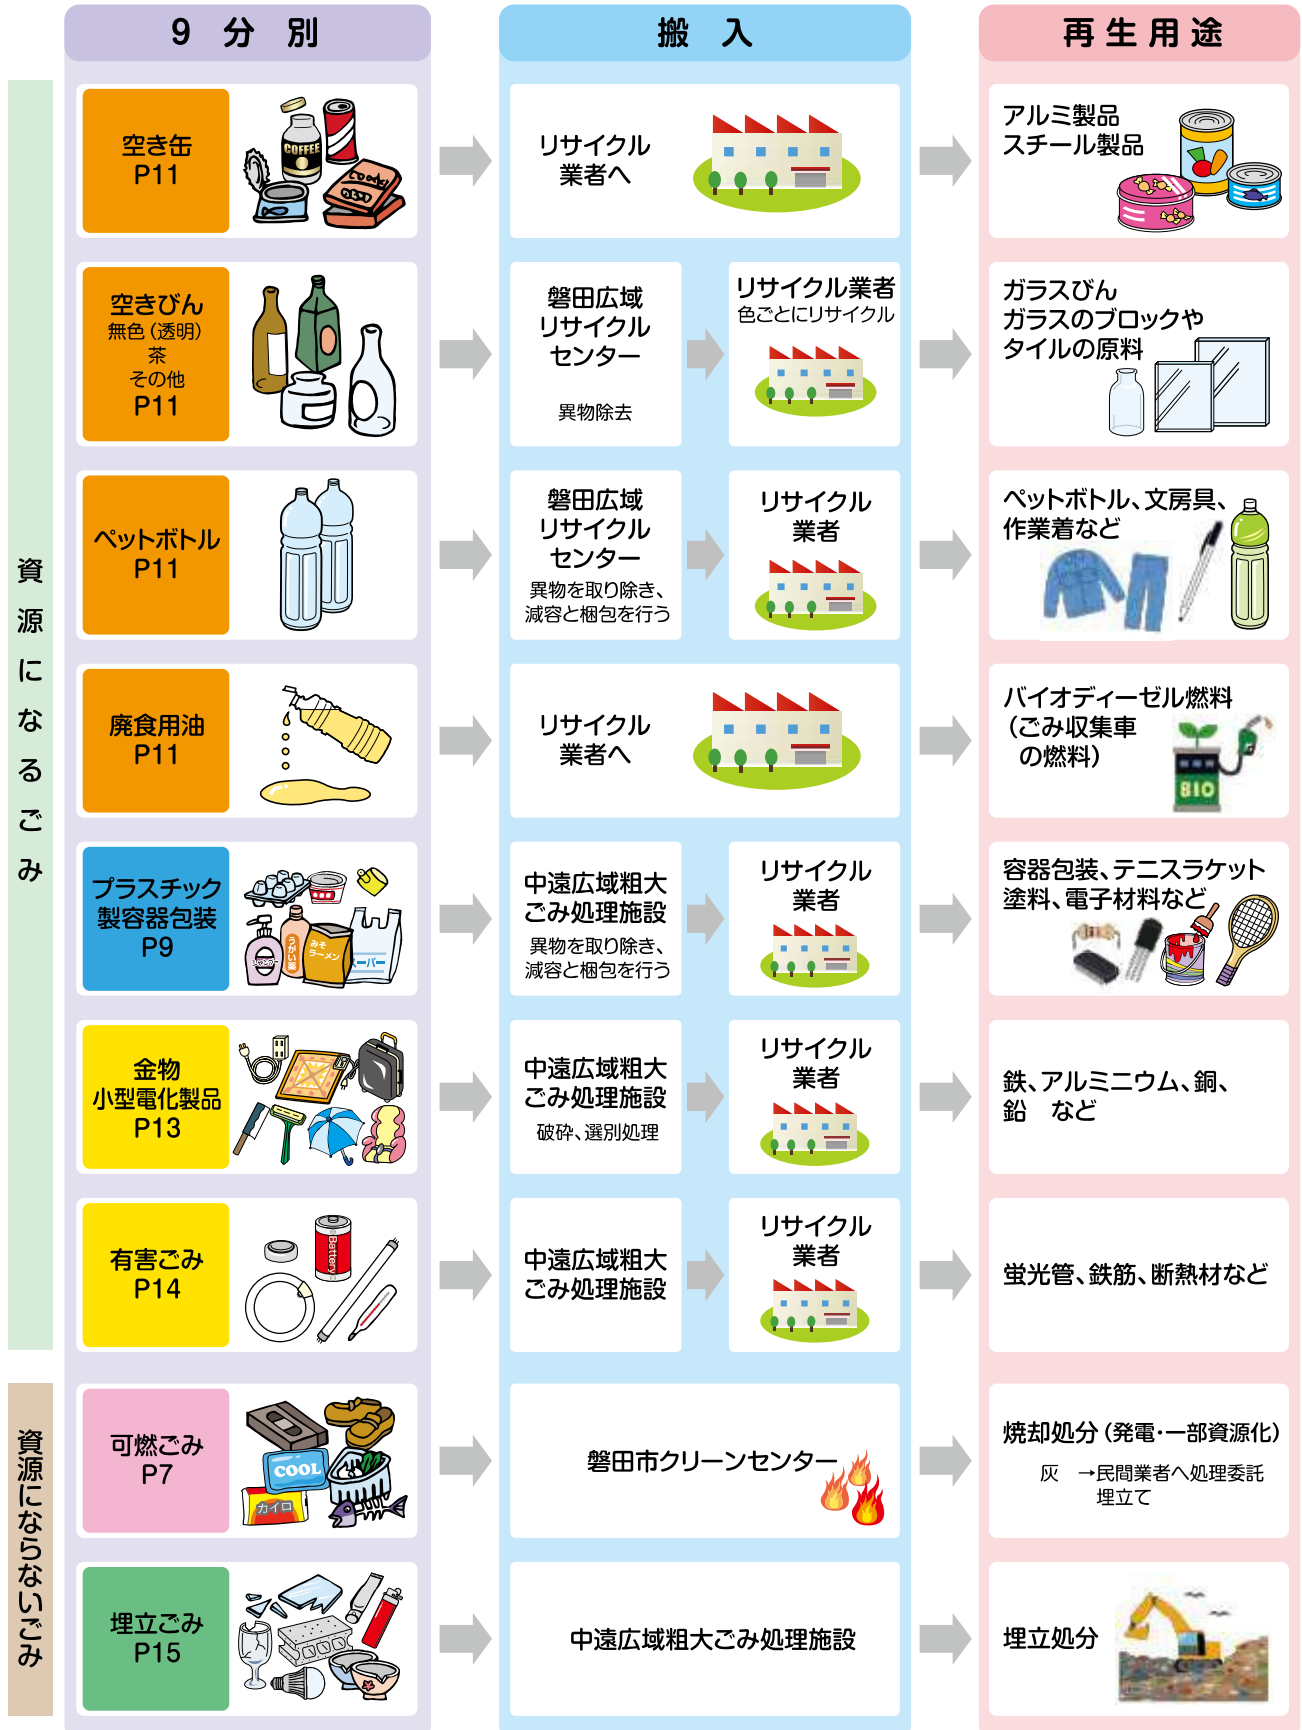 9 分 別
搬 入
再生用途
資源になるごみ
空き缶
P11
COFFEE
リサイクル
業者へ
アルミ製品
スチール製品
空きびん
無色（透明）
茶
その他
P11
磐田広域
リサイクル
センター
異物除去
リサイクル業者
色ごとにリサイクル
ガラスびん
ガラスのブロックや
タイルの原料
ペットボトル
P11
磐田広域
リサイクル
センター
異物を取り除き、
減容と梱包を行う
リサイクル
業者
ペットボトル、文房具、
作業着など
廃食用油
P11
リサイクル
業者へ
バイオディーゼル燃料
（ごみ収集車
の燃料）
BIO
プラスチック
製容器包装
P9
シャンプー
うがい薬
みそ
ラーメン
スーパー
中遠広域粗大
ごみ処理施設
異物を取り除き、
減容と梱包を行う
リサイクル
業者
容器包装、テニスラケット
塗料、電子材料など
金物
小型電化製品
P13
中遠広域粗大
ごみ処理施設
破砕、選別処理
リサイクル
業者
鉄、アルミニウム、銅、
鉛 など
有害ごみ
P14
Battery
中遠広域粗大
ごみ処理施設
リサイクル
業者
蛍光管、鉄筋、断熱材など
資源にならないごみ
可燃ごみ
P7
COOL
カイロ
磐田市クリーンセンター
焼却処分（発電・一部資源化）
灰 →民間業者へ処理委託
埋立て
埋立ごみ
P15
中遠広域粗大ごみ処理施設
埋立処分